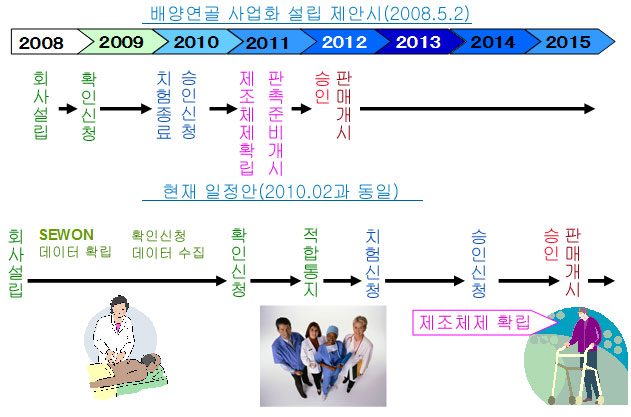 배양연골 사업화 설립 제안시(2008.5.2)
2008 2009 2010 2011 2012 2013 2014 2015
회사설립
확인신청
치험종료
승인신청
제조체제확립
판촉준비개시
승인
판매개시
현재 일정안(2010.02과 동일)
회사설립
SEWON
데이터 확립
확인신청
데이터 수집
확인신청
적합통지
치험신청
승인신청
승인
판매개시
제조체제 확립